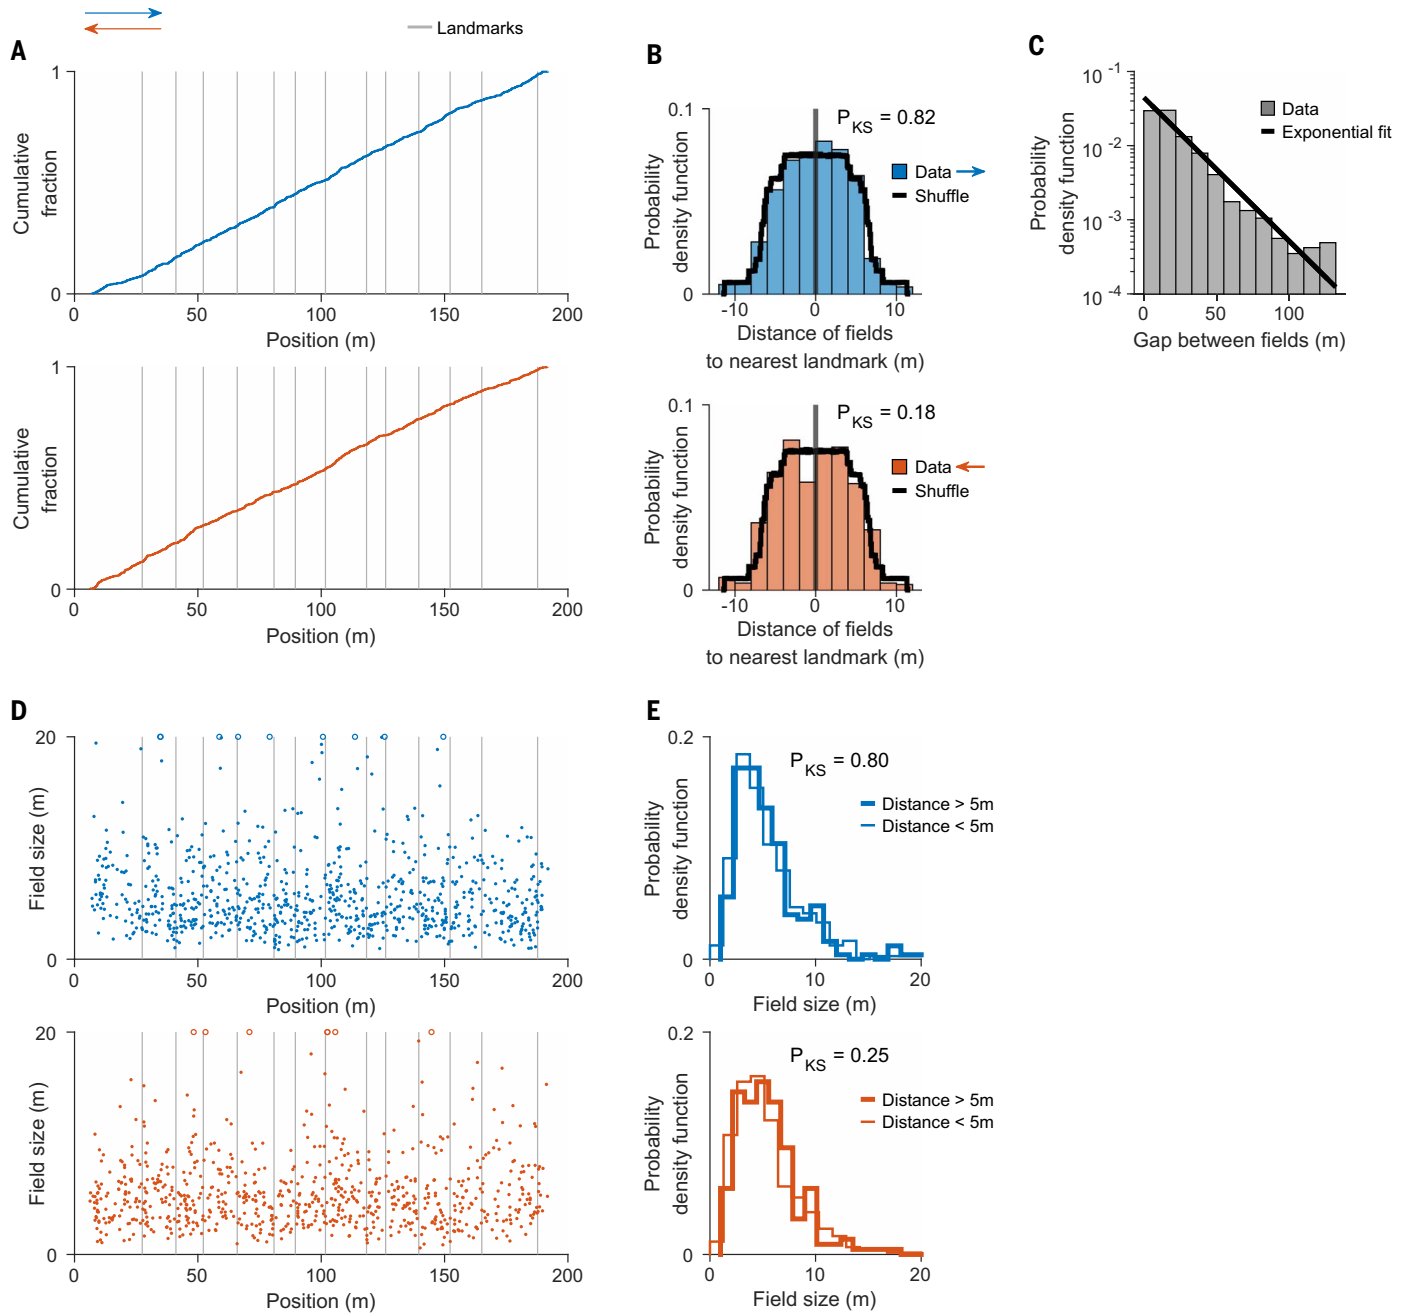 Landmarks
A
1
Cumulative
fraction
0
0 50 100 150 200
Position (m)
1
Cumulative
fraction
0
0 50 100 150 200
Position (m)
B
0.1
Probability
density function
0
P_KS = 0.82
Data
Shuffle
-10 0 10
Distance of fields
to nearest landmark (m)
0.1
Probability
density function
0
P_KS = 0.18
Data
Shuffle
-10 0 10
Distance of fields
to nearest landmark (m)
C
10^-1
10^-2
10^-3
10^-4
Probability
density function
Data
Exponential fit
0 50 100
Gap between fields (m)
D
20
Field size (m)
0
0 50 100 150 200
Position (m)
20
Field size (m)
0
0 50 100 150 200
Position (m)
E
0.2
Probability
density function
0
P_KS = 0.80
Distance > 5m
Distance < 5m
0 10 20
Field size (m)
0.2
Probability
density function
0
P_KS = 0.25
Distance > 5m
Distance < 5m
0 10 20
Field size (m)